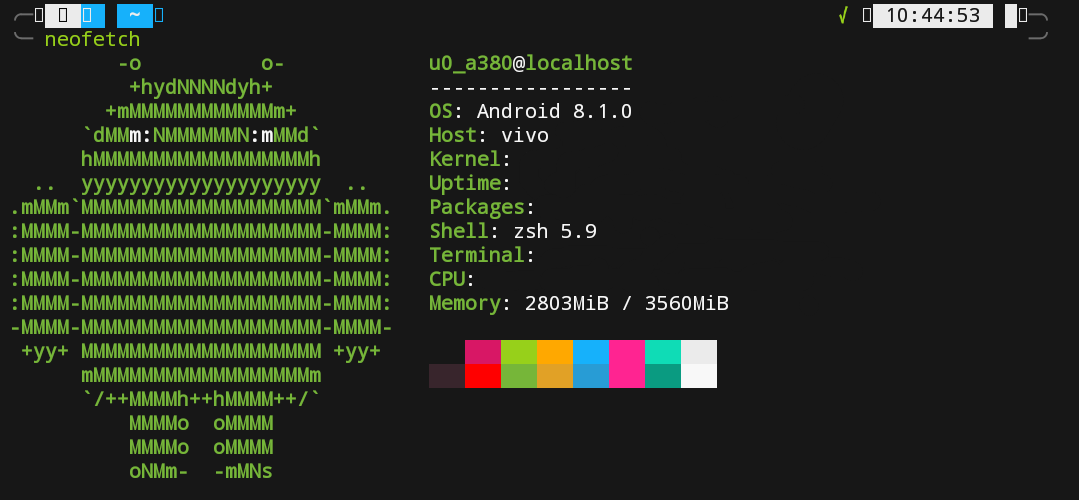 ~ √ 10:44:53
neofetch
-o o- u0_a380@localhost
+hydNNNNdyh+ -----------------
+mMMMMMMMMMMMMm+ OS: Android 8.1.0
`dMMm:NMMMMMMN:mMMd` Host: vivo
hMMMMMMMMMMMMMMMMMMh Kernel:
.. yyyyyyyyyyyyyyyyyyyy .. Uptime:
.mMMm`MMMMMMMMMMMMMMMMMMMM`mMMm. Packages:
:MMMM-MMMMMMMMMMMMMMMMMMMM-MMMM: Shell: zsh 5.9
:MMMM-MMMMMMMMMMMMMMMMMMMM-MMMM: Terminal:
:MMMM-MMMMMMMMMMMMMMMMMMMM-MMMM: CPU:
:MMMM-MMMMMMMMMMMMMMMMMMMM-MMMM: Memory: 2803MiB / 3560MiB
-MMMM-MMMMMMMMMMMMMMMMMMMM-MMMM-
+yy+ MMMMMMMMMMMMMMMMMMMM +yy+
mMMMMMMMMMMMMMMMMMMm
`/++MMMMh++hMMMM++/`
MMMMo oMMMM
MMMMo oMMMM
oNMm- -mMNs